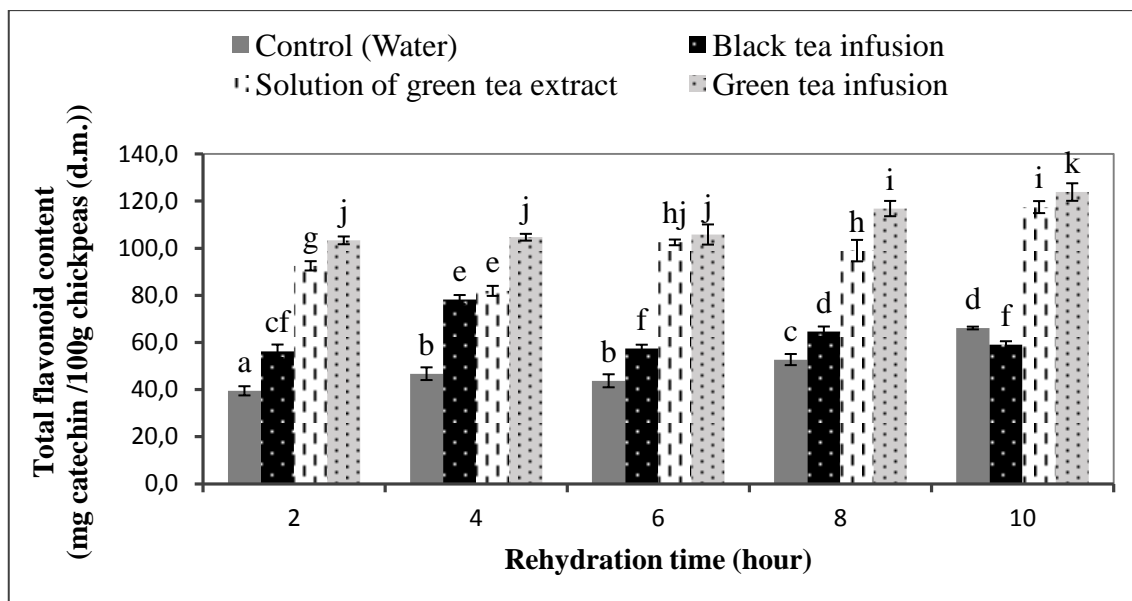 Control (Water)
Black tea infusion
Solution of green tea extract
Green tea infusion
Total flavonoid content
(mg catechin /100g chickpeas (d.m.))
140,0
120,0
100,0
80,0
60,0
40,0
20,0
0,0
a
cf
g
j
b
e
e
j
b
f
hj
j
c
d
h
i
d
f
i
k
2
4
6
8
10
Rehydration time (hour)